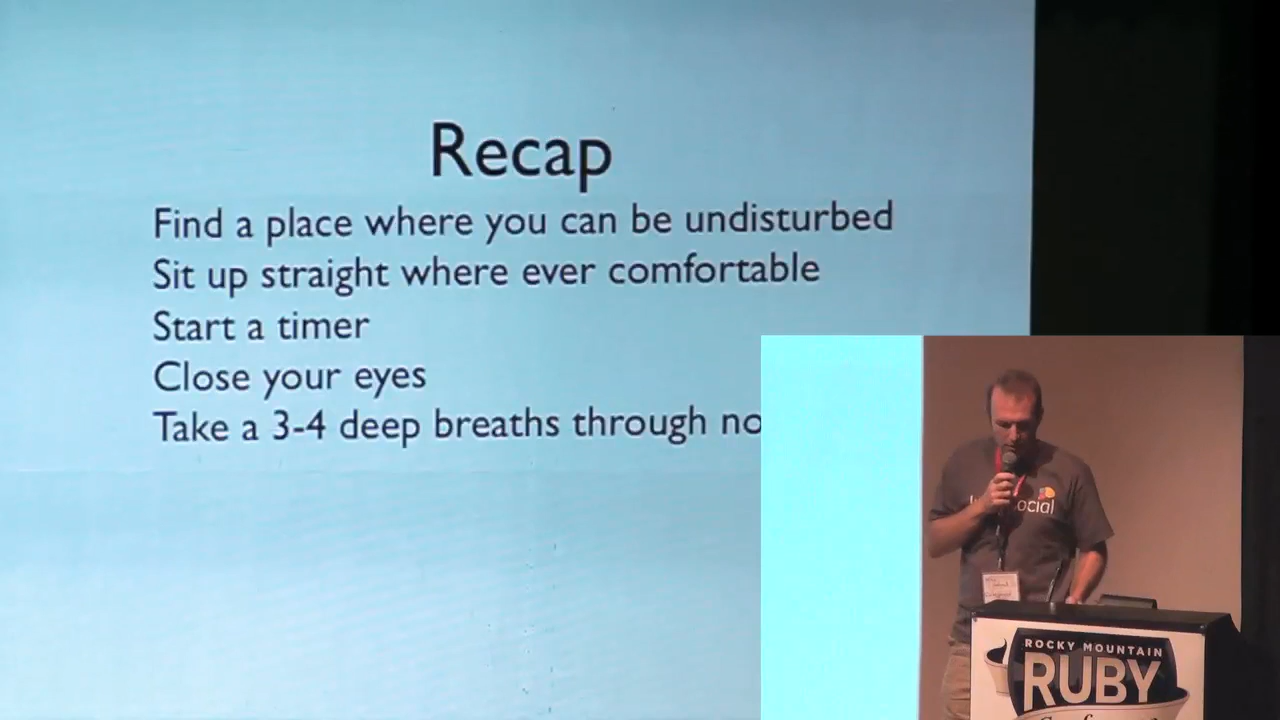 Recap
Find a place where you can be undisturbed
Sit up straight where ever comfortable
Start a timer
Close your eyes
Take a 3-4 deep breaths through no
ocial
ROCKY MOUNTAIN
RUBY